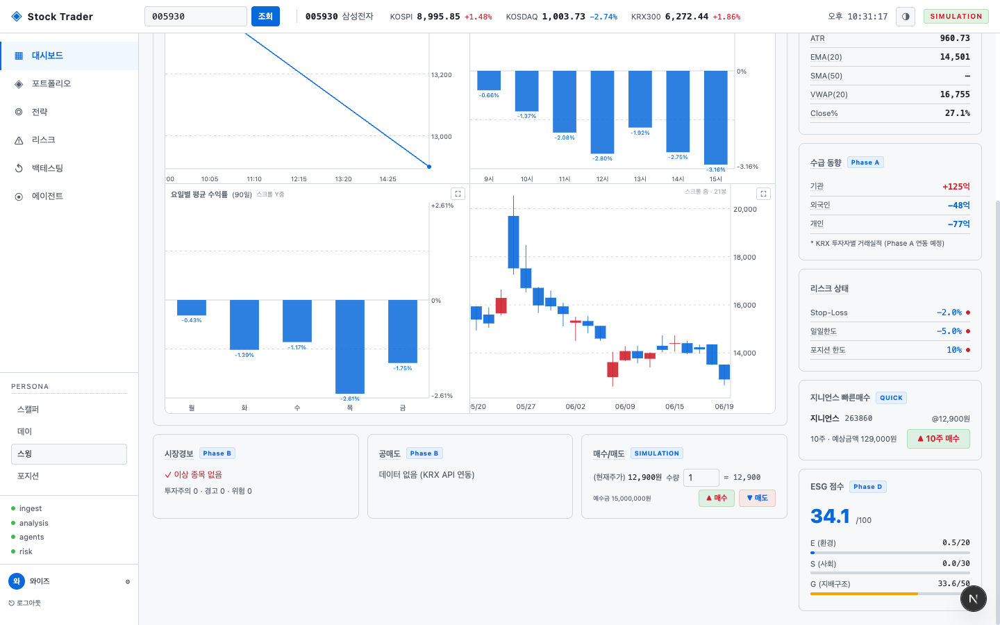 Stock Trader
005930
조회
005930 삼성전자
KOSPI 8,995.85 +1.48%
KOSDAQ 1,003.73 −2.74%
KRX300 6,272.44 +1.86%
오후 10:31:17
SIMULATION
대시보드
포트폴리오
전략
리스크
백테스팅
에이전트
PERSONA
스캘퍼
데이
스윙
포지션
ingest
analysis
agents
risk
와 와이즈
로그아웃
13,200
13,000
:00 10:05 11:10 12:15 13:20 14:25
0%
-0.66%
-1.37%
-2.08%
-2.80%
-1.92%
-2.75%
-3.16%
-3.16%
9시 10시 11시 12시 13시 14시 15시
요일별 평균 수익률 (90일) 스크롤 Y줌
+2.61%
0%
-0.43%
-1.39%
-1.17%
-2.61%
-1.75%
-2.61%
월 화 수 목 금
스크롤 줌 · 21봉
20,000
18,000
16,000
14,000
05/20 05/27 06/02 06/09 06/15 06/19
시장경보 Phase B
✓ 이상 종목 없음
투자주의 0 · 경고 0 · 위험 0
공매도 Phase B
데이터 없음 (KRX API 연동)
매수/매도 SIMULATION
(현재주가) 12,900원 수량 1 = 12,900
예수금 15,000,000원
▲ 매수 ▼ 매도
ATR 960.73
EMA(20) 14,501
SMA(50) —
VWAP(20) 16,755
Close% 27.1%
수급 동향 Phase A
기관 +125억
외국인 −48억
개인 −77억
* KRX 투자자별 거래실적 (Phase A 연동 예정)
리스크 상태
Stop-Loss −2.0%
일일한도 −5.0%
포지션 한도 10%
지니언스 빠른매수 QUICK
지니언스 263860 @12,900원
10주 · 예상금액 129,000원 ▲ 10주 매수
ESG 점수 Phase D
34.1 /100
E (환경) 0.5/20
S (사회) 0.0/30
G (지배구조) 33.6/50
N